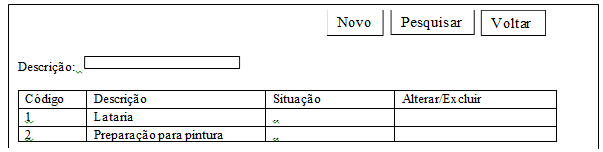 Novo Pesquisar Voltar
Descrição:
Código Descrição Situação Alterar/Excluir
1 Lataria
2 Preparação para pintura